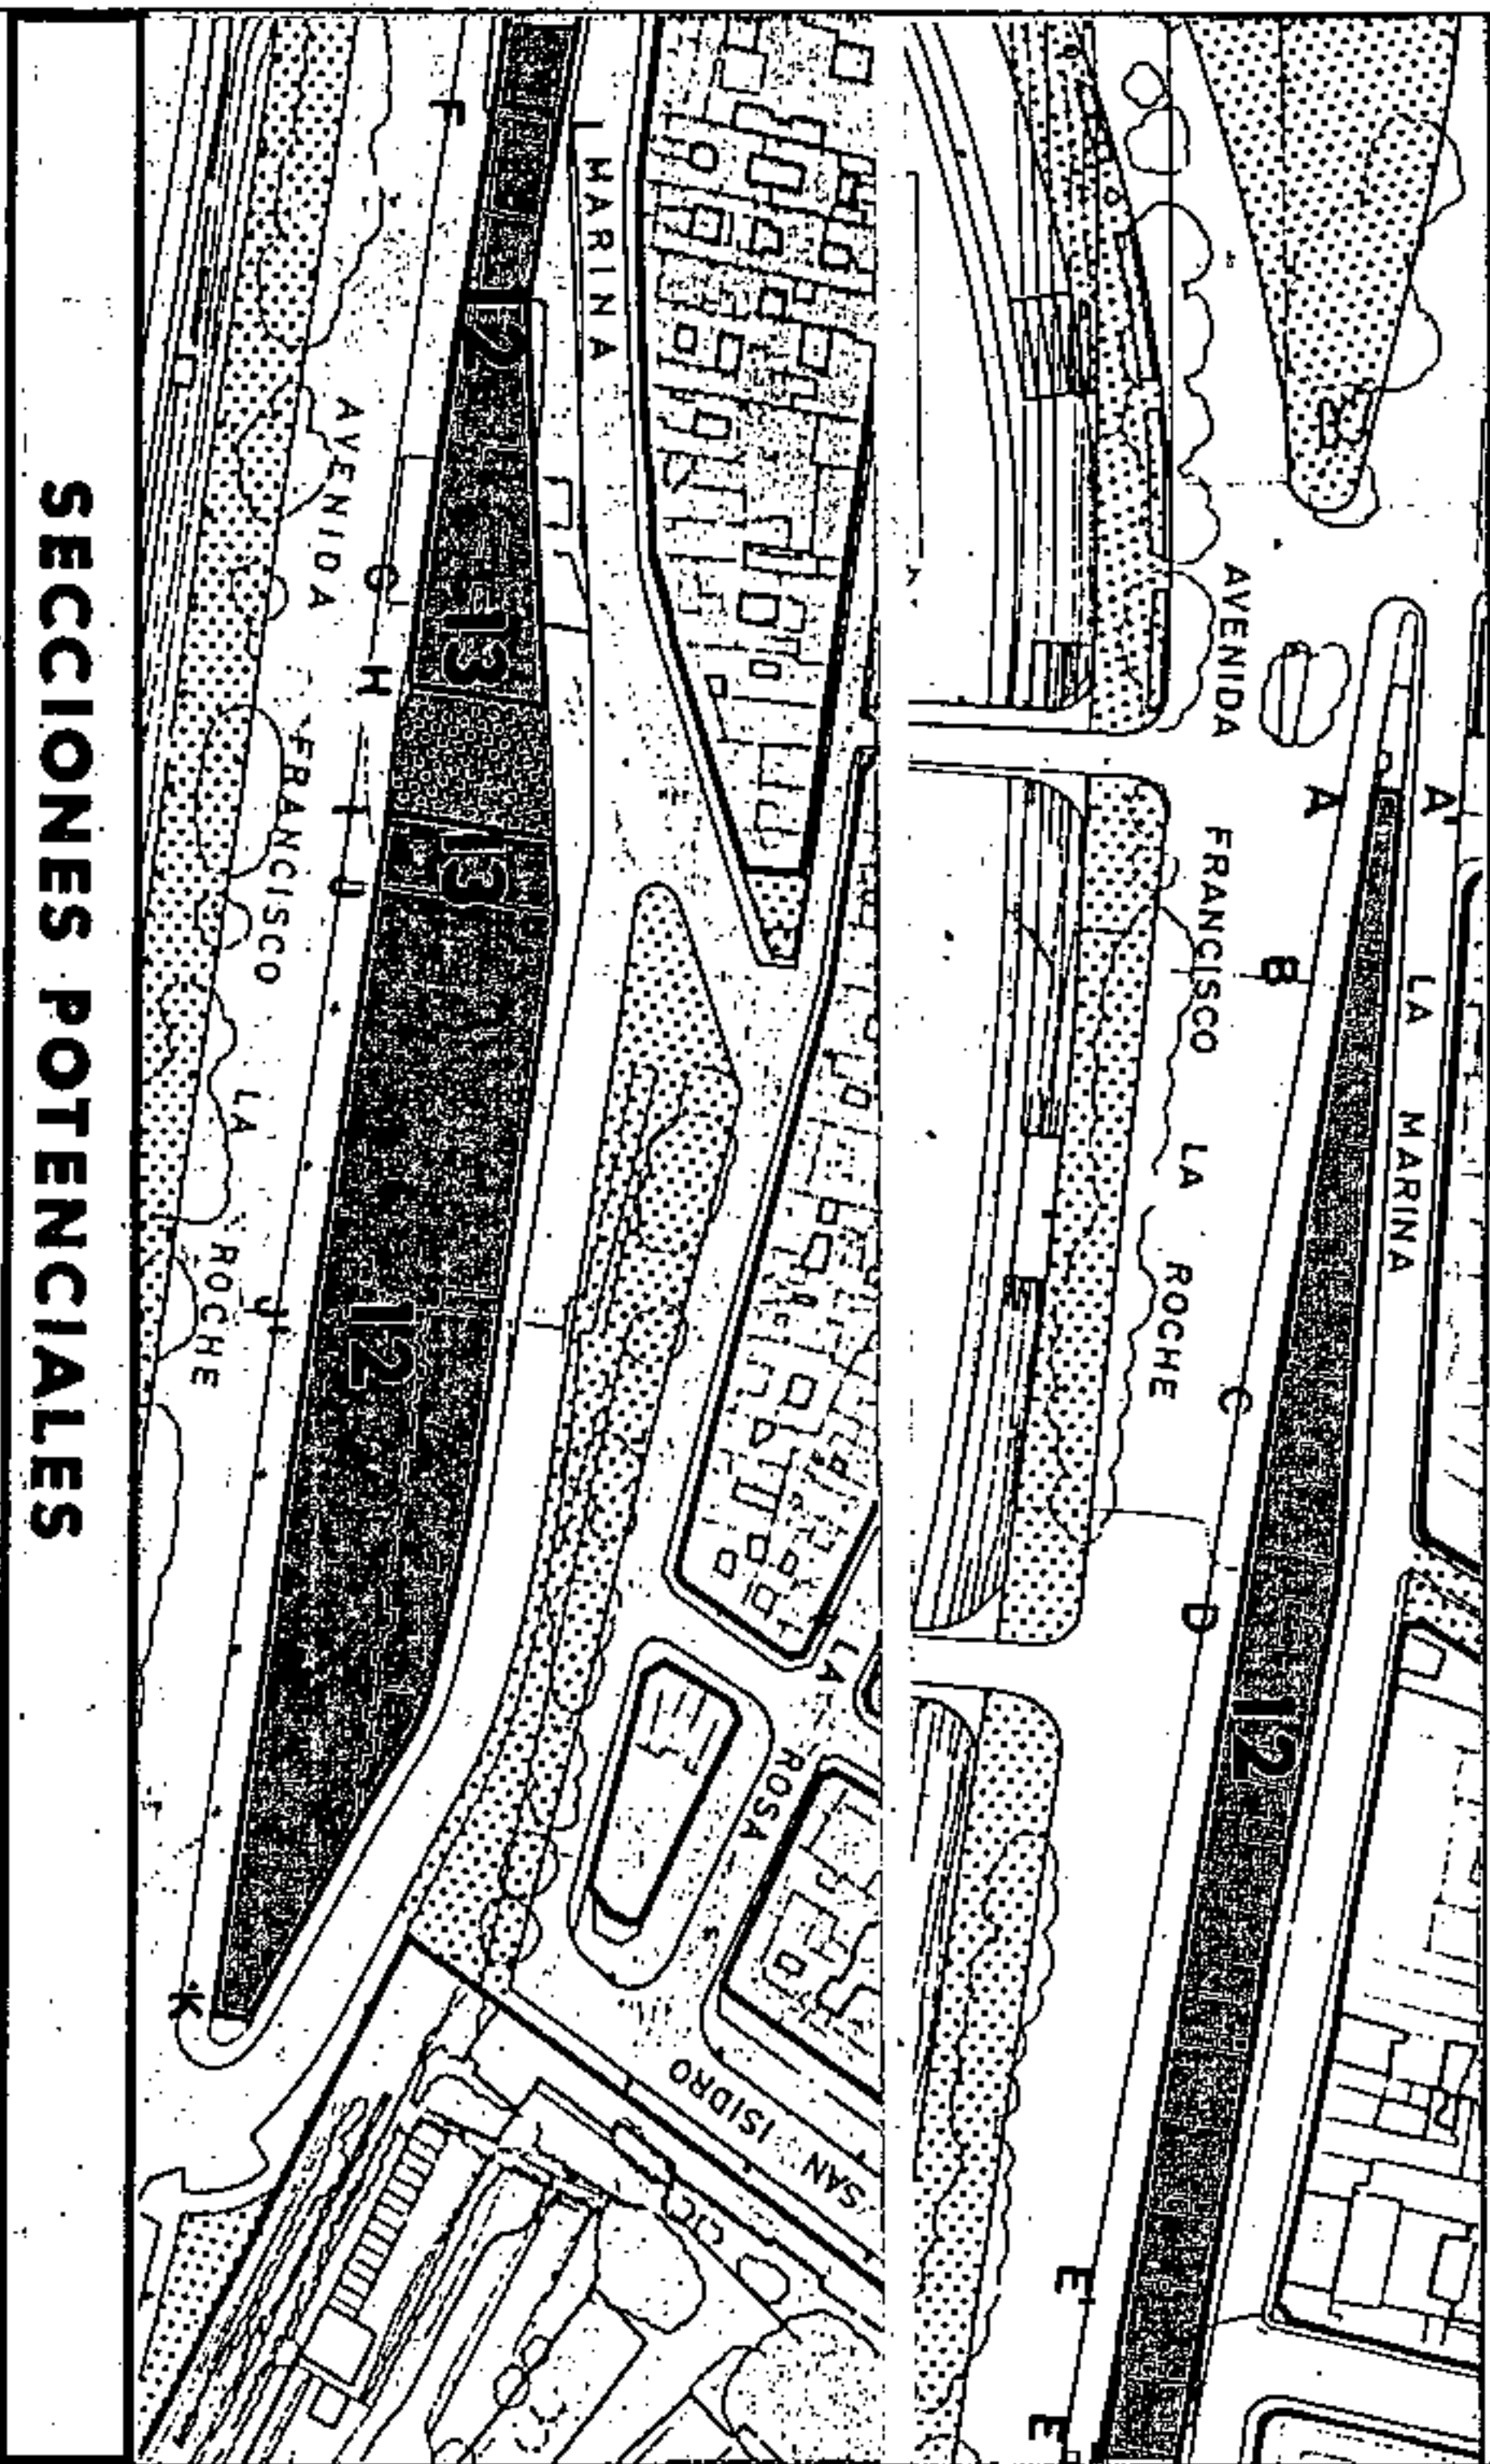 AVENIDA FRANCISCO LA ROCHE
LA MARINA
A A'
B
C
D
E'
E
12
MARINA
F
12
13
G
H
I
13
12
AVENIDA FRANCISCO LA ROCHE
K
LA ROSA
SAN ISIDRO
SECCIONES POTENCIALES